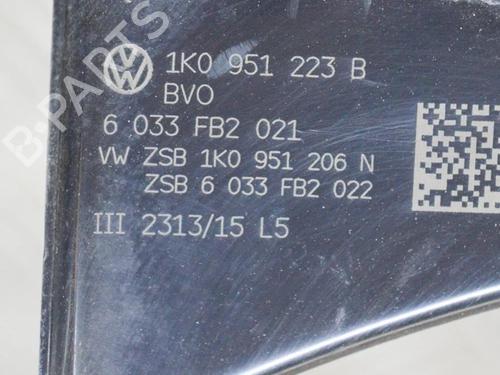 1K0 951 223 B
BVO
6 033 FB2 021
VW ZSB 1K0 951 206 N
ZSB 6 033 FB2 022
III 2313/15 L5
B-PARTS